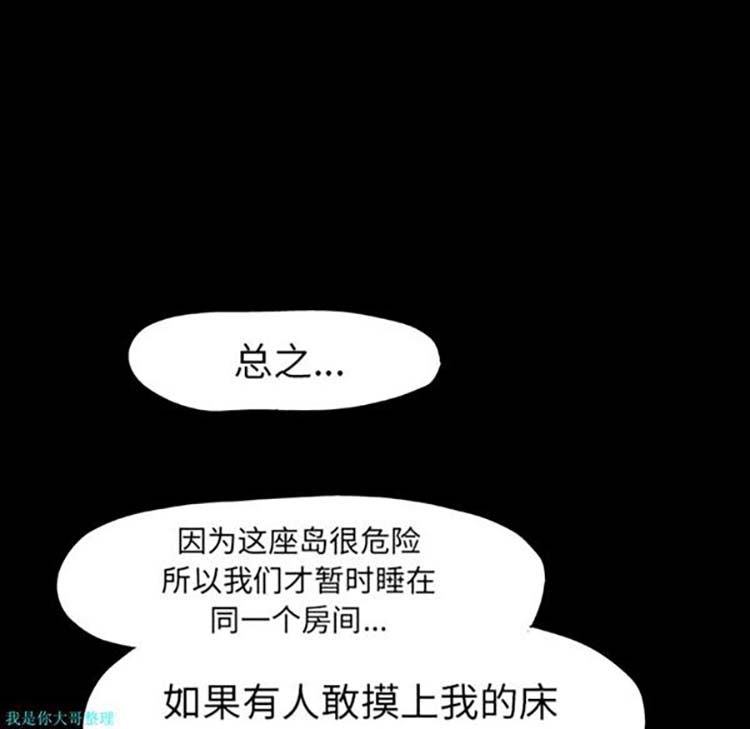 总之...
因为这座岛很危险
所以我们才暂时睡在
同一个房间...
如果有人敢摸上我的床
我是你大哥整理